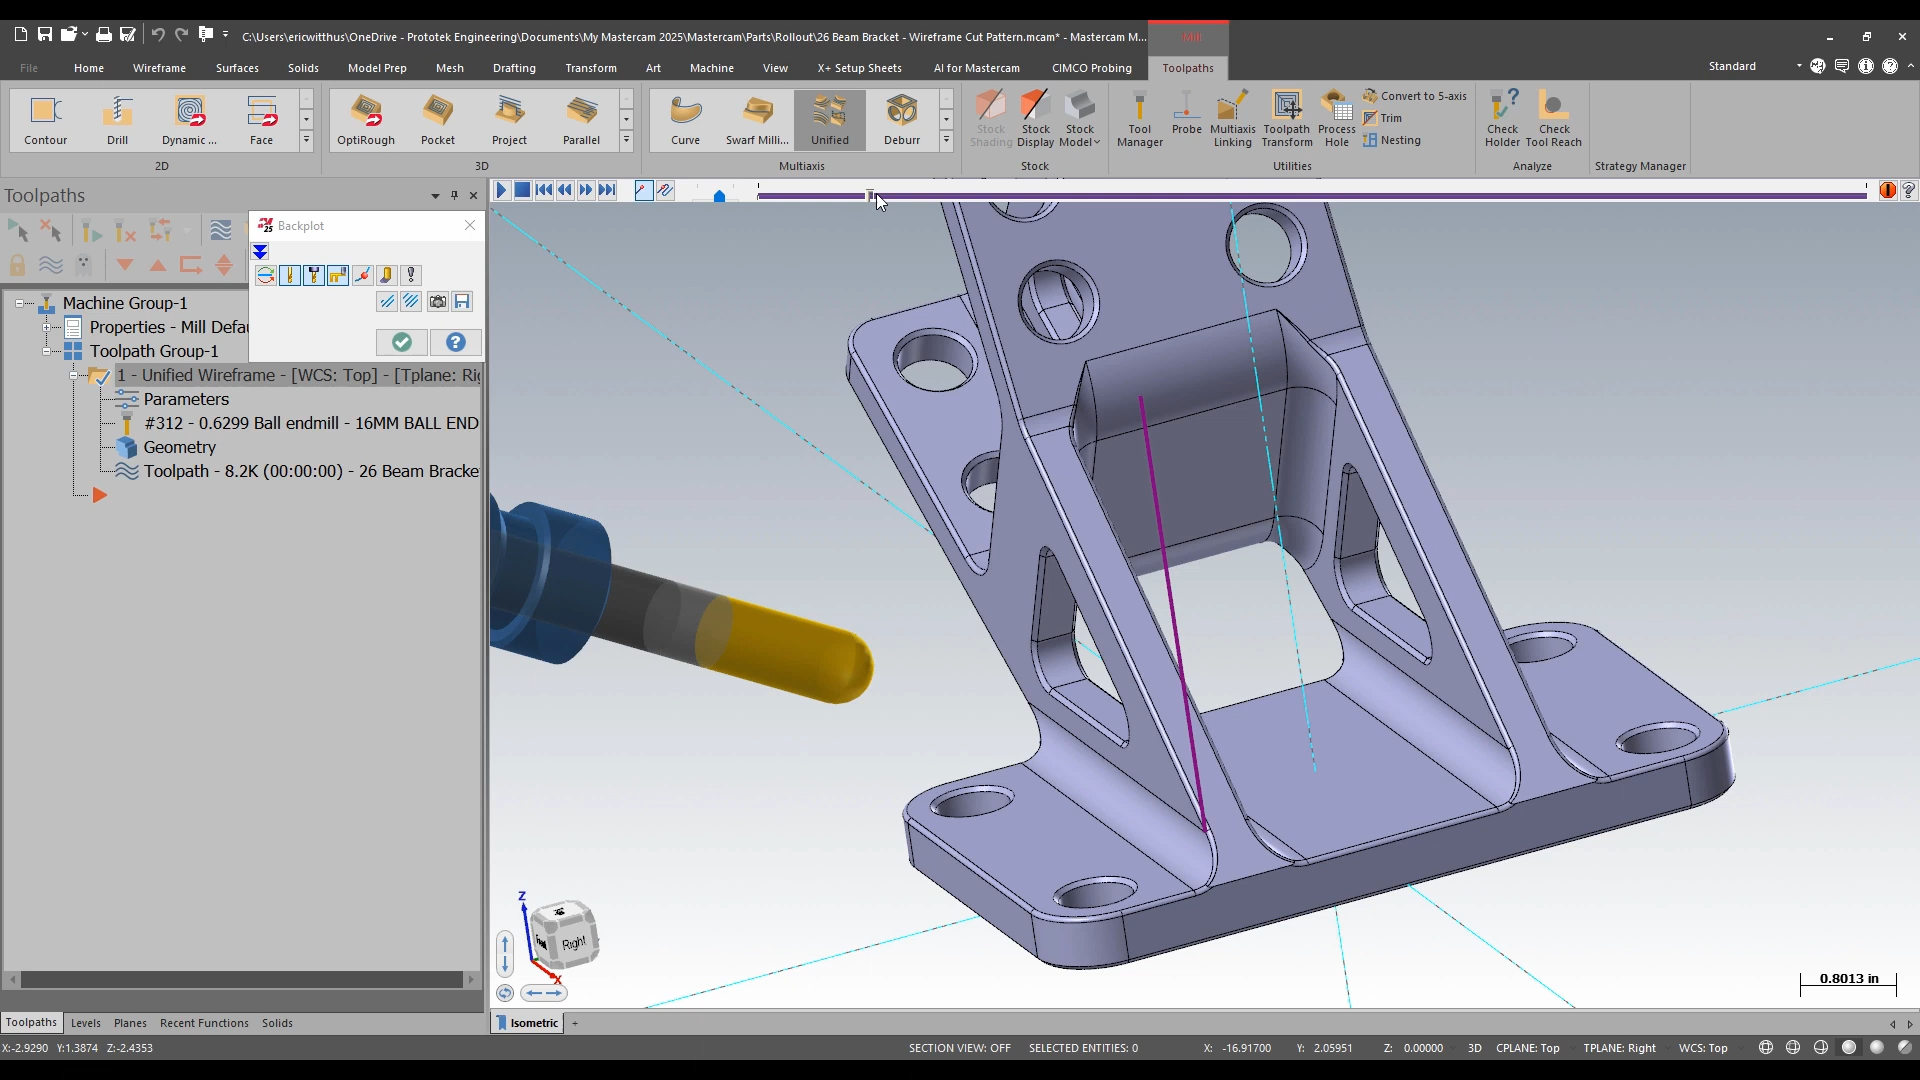 C:\Users\ericwitthus\OneDrive - Prototek Engineering\Documents\My Mastercam 2025\Mastercam\Parts\Rollout\26 Beam Bracket - Wireframe Cut Pattern.mcam* - Mastercam M...
Mill
File Home Wireframe Surfaces Solids Model Prep Mesh Drafting Transform Art Machine View X+ Setup Sheets AI for Mastercam CIMCO Probing Toolpaths Standard
Contour Drill Dynamic ... Face OptiRough Pocket Project Parallel Curve Swarf Milli... Unified Deburr
2D 3D Multiaxis
Stock Shading Stock Display Stock Model
Stock
Tool Manager Probe Multiaxis Linking Toolpath Transform Process Hole
Convert to 5-axis
Trim
Nesting
Utilities
Check Holder Check Tool Reach
Analyze Strategy Manager
Toolpaths
25 Backplot
Machine Group-1
Properties - Mill Defau
Toolpath Group-1
1 - Unified Wireframe - [WCS: Top] - [Tplane: Rig
Parameters
#312 - 0.6299 Ball endmill - 16MM BALL END
Geometry
Toolpath - 8.2K (00:00:00) - 26 Beam Bracke
Z
Right
X
0.8013 in
Toolpaths Levels Planes Recent Functions Solids
Isometric +
X:-2.9290 Y:1.3874 Z:-2.4353 SECTION VIEW: OFF SELECTED ENTITIES: 0 X: -16.91700 Y: 2.05951 Z: 0.00000 3D CPLANE: Top TPLANE: Right WCS: Top